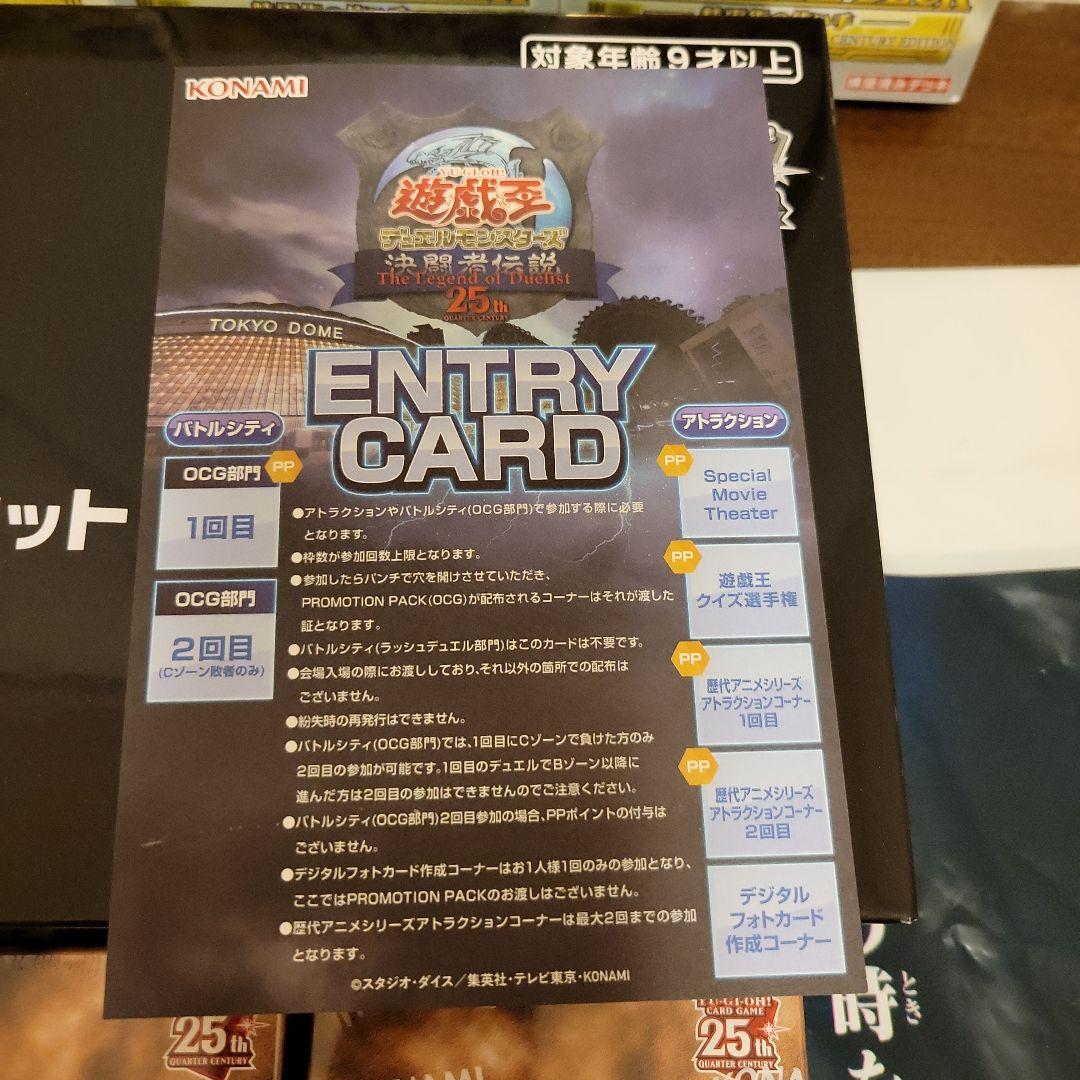 CENTURY EDITION
構築済みデッキ
対象年齢9才以上
KONAMI
YU-GI-OH!
遊戯王
デュエルモンスターズ
決闘者伝説
The Legend of Duelist
25th
QUARTER CENTURY
TOKYO DOME
ENTRY
CARD
バトルシティ
OCG部門
PP
1回目
OCG部門
2回目
(Cゾーン敗者のみ)
●アトラクションやバトルシティ(OCG部門)で参加する際に必要
となります。
●枠数が参加回数上限となります。
●参加したらパンチで穴を開けさせていただき、
PROMOTION PACK(OCG)が配布されるコーナーはそれが渡した
証となります。
●バトルシティ(ラッシュデュエル部門)はこのカードは不要です。
●会場入場の際にお渡ししており、それ以外の箇所での配布は
ございません。
●紛失時の再発行はできません。
●バトルシティ(OCG部門)では、1回目にCゾーンで負けた方のみ
2回目の参加が可能です。1回目のデュエルでBゾーン以降に
進んだ方は2回目の参加はできませんのでご注意ください。
●バトルシティ(OCG部門)2回目参加の場合、PPポイントの付与は
ございません。
●デジタルフォトカード作成コーナーはお1人様1回のみの参加となり、
ここではPROMOTION PACKのお渡しはございません。
●歴代アニメシリーズアトラクションコーナーは最大2回までの参加
となります。
©スタジオ・ダイス／集英社・テレビ東京・KONAMI
アトラクション
PP
Special
Movie
Theater
PP
遊戯王
クイズ選手権
PP
歴代アニメシリーズ
アトラクションコーナー
1回目
PP
歴代アニメシリーズ
アトラクションコーナー
2回目
デジタル
フォトカード
作成コーナー
ット
25th
QUARTER CENTURY
KONAMI
YU-GI-OH!
CARD GAME
25th
QUARTER CENTURY
時
とき